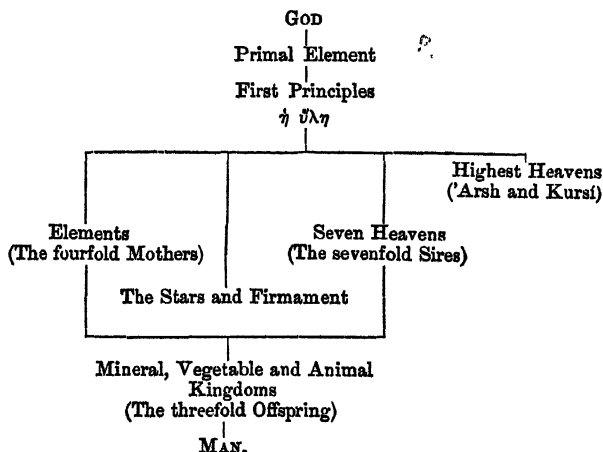 GOD
Primal Element
First Principles
ἡ ὕλη
Highest Heavens
('Arsh and Kursí)
Elements
(The fourfold Mothers)
Seven Heavens
(The sevenfold Sires)
The Stars and Firmament
Mineral, Vegetable and Animal
Kingdoms
(The threefold Offspring)
MAN.